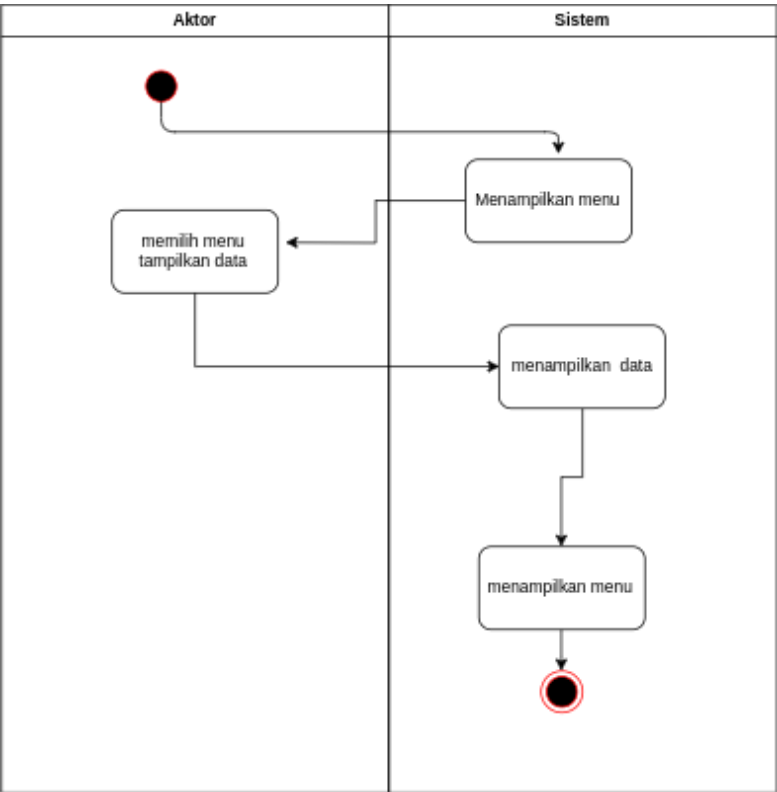 Aktor
Sistem
Menampilkan menu
memilih menu
tampilkan data
menampilkan data
menampilkan menu